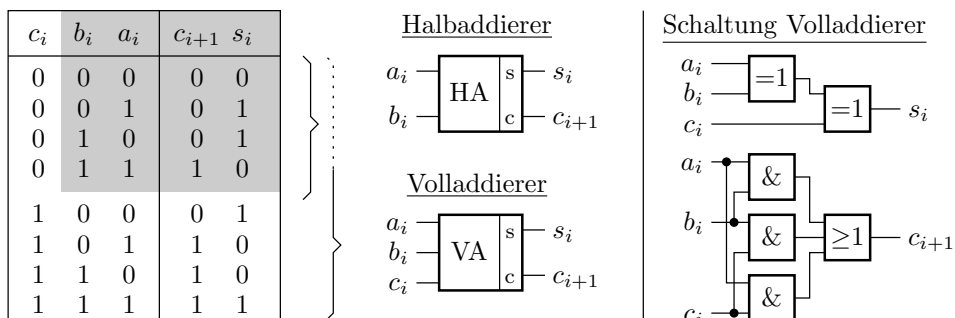 c_i b_i a_i c_{i+1} s_i
0 0 0 0 0
0 0 1 0 1
0 1 0 0 1
0 1 1 1 0
1 0 0 0 1
1 0 1 1 0
1 1 0 1 0
1 1 1 1 1
Halbaddierer
a_i HA s s_i
b_i c c_{i+1}
Volladdierer
a_i
b_i VA s s_i
c_i c c_{i+1}
Schaltung Volladdierer
a_i =1
b_i
c_i =1 s_i
a_i &
b_i & ≥1 c_{i+1}
c_i &